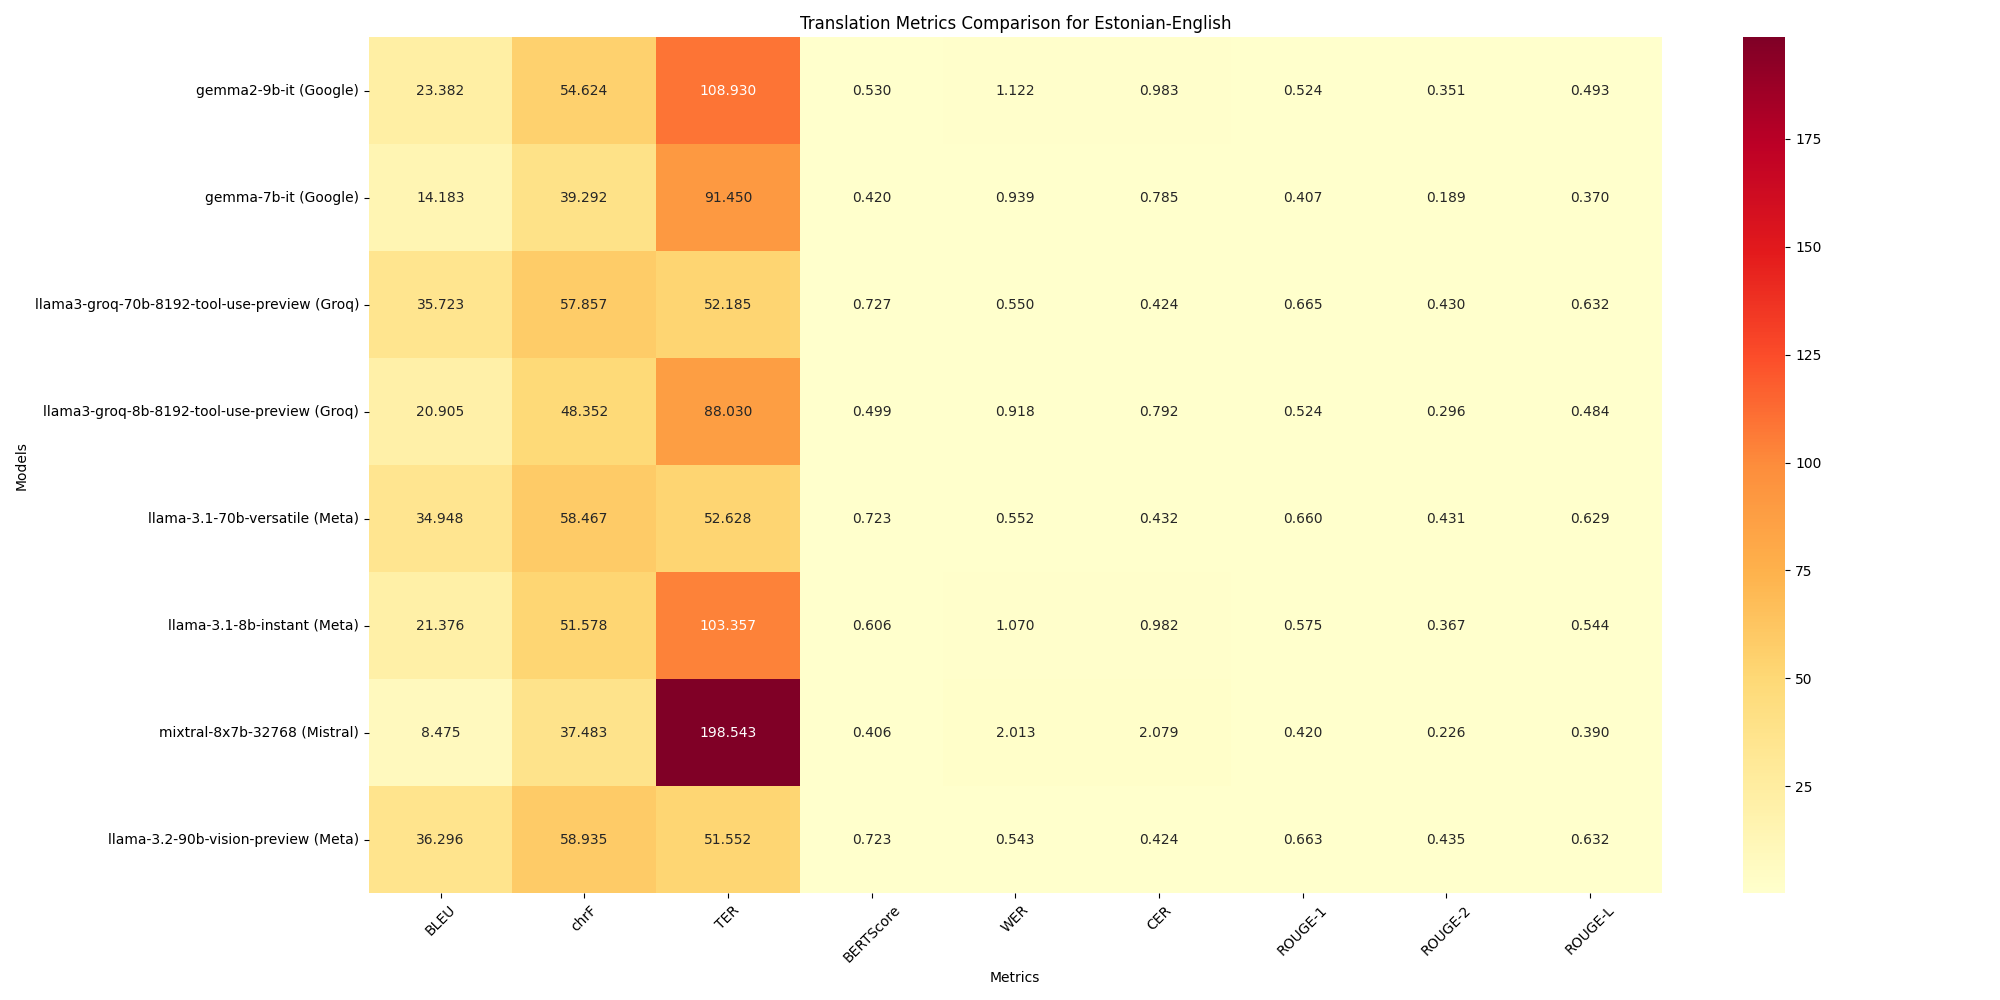 Translation Metrics Comparison for Estonian-English
gemma2-9b-it (Google) 23.382 54.624 108.930 0.530 1.122 0.983 0.524 0.351 0.493
gemma-7b-it (Google) 14.183 39.292 91.450 0.420 0.939 0.785 0.407 0.189 0.370
llama3-groq-70b-8192-tool-use-preview (Groq) 35.723 57.857 52.185 0.727 0.550 0.424 0.665 0.430 0.632
llama3-groq-8b-8192-tool-use-preview (Groq) 20.905 48.352 88.030 0.499 0.918 0.792 0.524 0.296 0.484
llama-3.1-70b-versatile (Meta) 34.948 58.467 52.628 0.723 0.552 0.432 0.660 0.431 0.629
llama-3.1-8b-instant (Meta) 21.376 51.578 103.357 0.606 1.070 0.982 0.575 0.367 0.544
mixtral-8x7b-32768 (Mistral) 8.475 37.483 198.543 0.406 2.013 2.079 0.420 0.226 0.390
llama-3.2-90b-vision-preview (Meta) 36.296 58.935 51.552 0.723 0.543 0.424 0.663 0.435 0.632
BLEU chrF TER BERTScore WER CER ROUGE-1 ROUGE-2 ROUGE-L
Metrics
Models
175
150
125
100
75
50
25